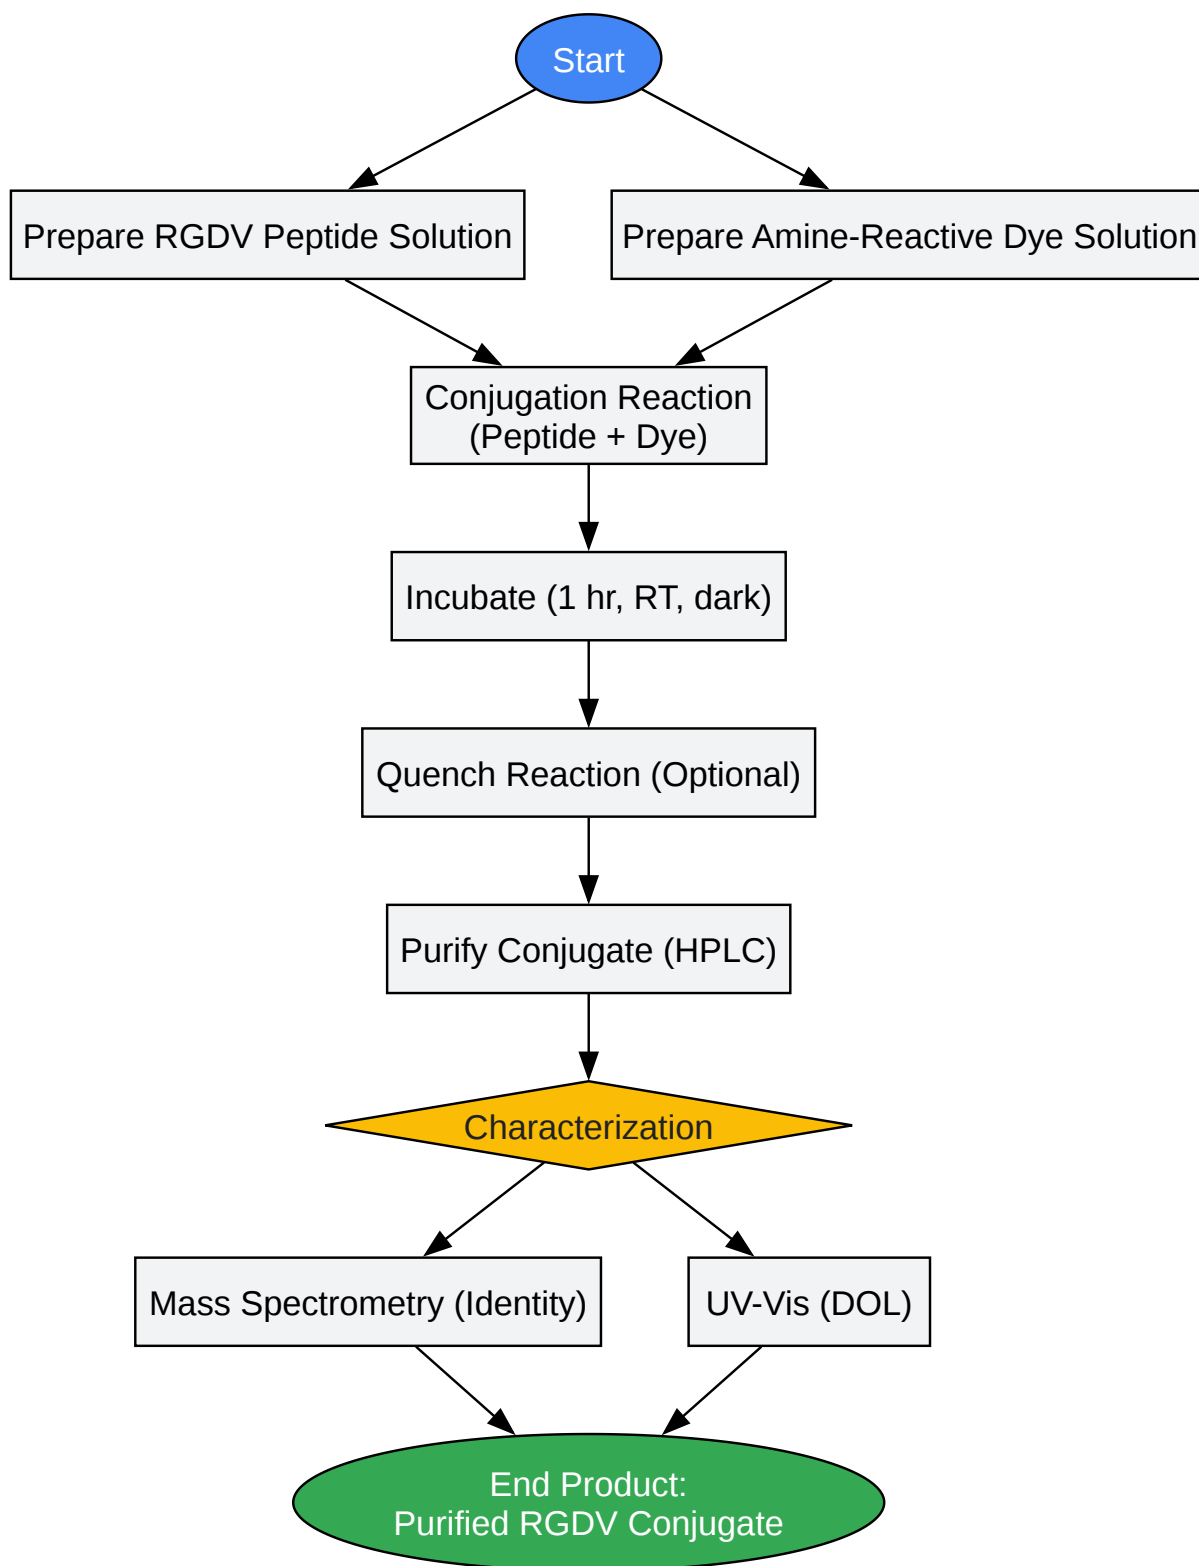 Start
Prepare RGDV Peptide Solution
Prepare Amine-Reactive Dye Solution
Conjugation Reaction
(Peptide + Dye)
Incubate (1 hr, RT, dark)
Quench Reaction (Optional)
Purify Conjugate (HPLC)
Characterization
Mass Spectrometry (Identity)
UV-Vis (DOL)
End Product:
Purified RGDV Conjugate